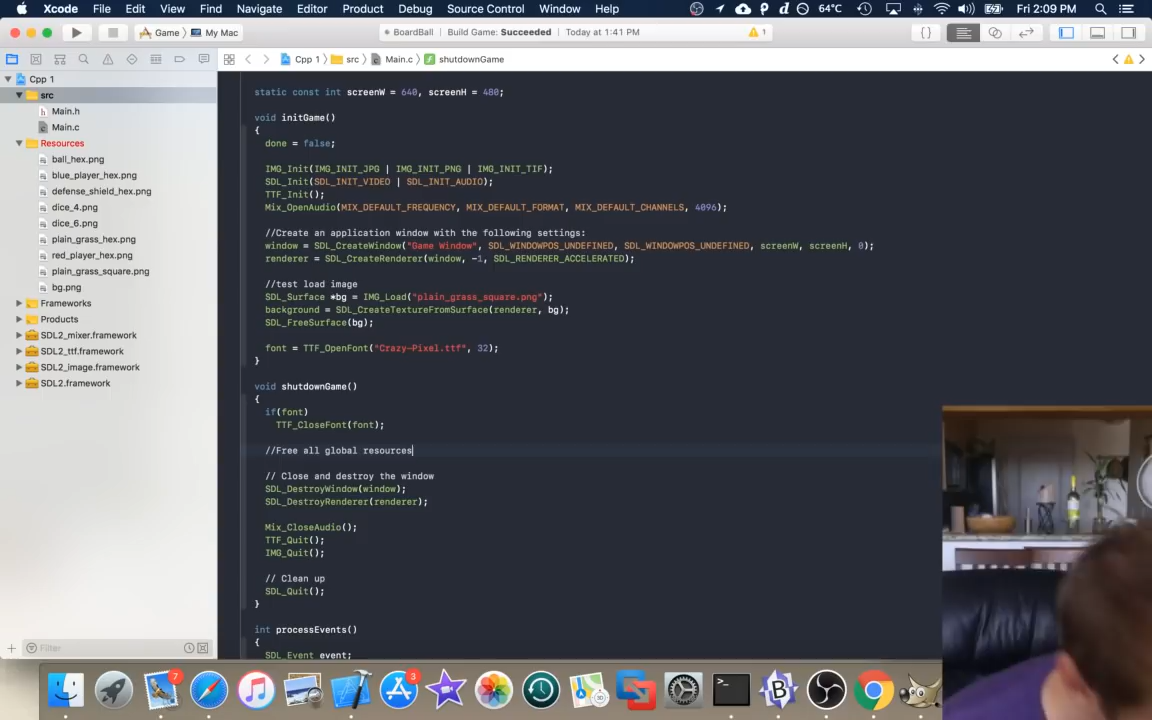 Xcode File Edit View Find Navigate Editor Product Debug Source Control Window Help 64°C Fri 2:09 PM
Game My Mac BoardBall Build Game: Succeeded Today at 1:41 PM 1
Cpp 1 src Main.c shutdownGame
Cpp 1
src
Main.h
Main.c
Resources
ball_hex.png
blue_player_hex.png
defense_shield_hex.png
dice_4.png
dice_6.png
plain_grass_hex.png
red_player_hex.png
plain_grass_square.png
bg.png
Frameworks
Products
SDL2_mixer.framework
SDL2_ttf.framework
SDL2_image.framework
SDL2.framework
Filter
static const int screenW = 640, screenH = 480;
void initGame()
{
done = false;
IMG_Init(IMG_INIT_JPG | IMG_INIT_PNG | IMG_INIT_TIF);
SDL_Init(SDL_INIT_VIDEO | SDL_INIT_AUDIO);
TTF_Init();
Mix_OpenAudio(MIX_DEFAULT_FREQUENCY, MIX_DEFAULT_FORMAT, MIX_DEFAULT_CHANNELS, 4096);
//Create an application window with the following settings:
window = SDL_CreateWindow("Game Window", SDL_WINDOWPOS_UNDEFINED, SDL_WINDOWPOS_UNDEFINED, screenW, screenH, 0);
renderer = SDL_CreateRenderer(window, -1, SDL_RENDERER_ACCELERATED);
//test load image
SDL_Surface *bg = IMG_Load("plain_grass_square.png");
background = SDL_CreateTextureFromSurface(renderer, bg);
SDL_FreeSurface(bg);
font = TTF_OpenFont("Crazy-Pixel.ttf", 32);
}
void shutdownGame()
{
if(font)
TTF_CloseFont(font);
//Free all global resources
// Close and destroy the window
SDL_DestroyWindow(window);
SDL_DestroyRenderer(renderer);
Mix_CloseAudio();
TTF_Quit();
IMG_Quit();
// Clean up
SDL_Quit();
}
int processEvents()
{
SDL_Event event;
7
3